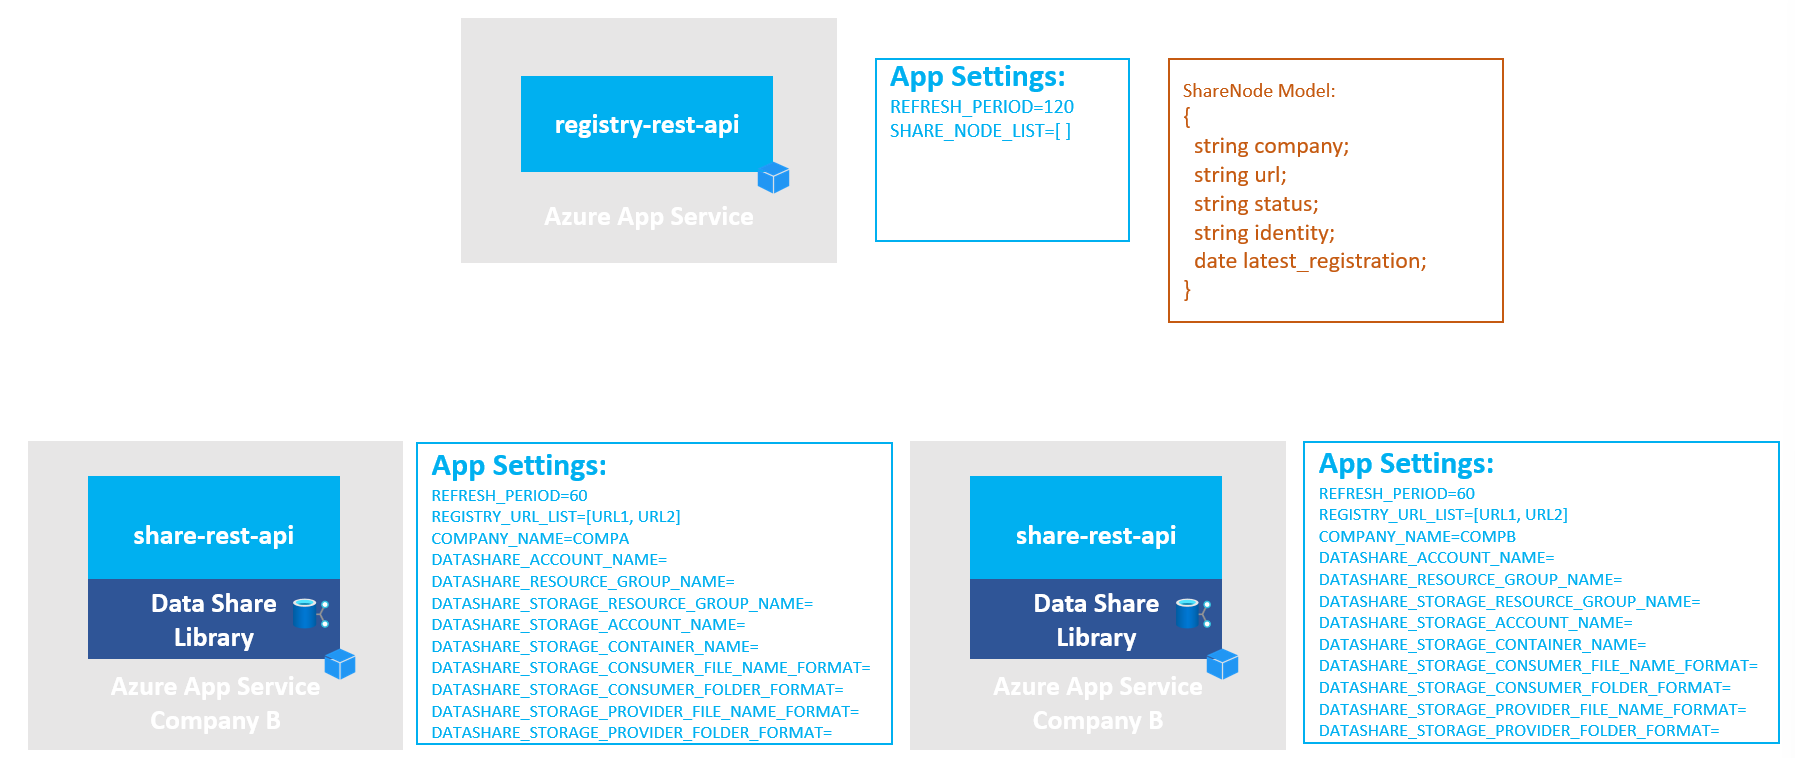 registry-rest-api
Azure App Service
App Settings:
REFRESH_PERIOD=120
SHARE_NODE_LIST=[ ]
ShareNode Model:
{
string company;
string url;
string status;
string identity;
date latest_registration;
}
share-rest-api
Data Share
Library
Azure App Service
Company B
App Settings:
REFRESH_PERIOD=60
REGISTRY_URL_LIST=[URL1, URL2]
COMPANY_NAME=COMPA
DATASHARE_ACCOUNT_NAME=
DATASHARE_RESOURCE_GROUP_NAME=
DATASHARE_STORAGE_RESOURCE_GROUP_NAME=
DATASHARE_STORAGE_ACCOUNT_NAME=
DATASHARE_STORAGE_CONTAINER_NAME=
DATASHARE_STORAGE_CONSUMER_FILE_NAME_FORMAT=
DATASHARE_STORAGE_CONSUMER_FOLDER_FORMAT=
DATASHARE_STORAGE_PROVIDER_FILE_NAME_FORMAT=
DATASHARE_STORAGE_PROVIDER_FOLDER_FORMAT=
share-rest-api
Data Share
Library
Azure App Service
Company B
App Settings:
REFRESH_PERIOD=60
REGISTRY_URL_LIST=[URL1, URL2]
COMPANY_NAME=COMPB
DATASHARE_ACCOUNT_NAME=
DATASHARE_RESOURCE_GROUP_NAME=
DATASHARE_STORAGE_RESOURCE_GROUP_NAME=
DATASHARE_STORAGE_ACCOUNT_NAME=
DATASHARE_STORAGE_CONTAINER_NAME=
DATASHARE_STORAGE_CONSUMER_FILE_NAME_FORMAT=
DATASHARE_STORAGE_CONSUMER_FOLDER_FORMAT=
DATASHARE_STORAGE_PROVIDER_FILE_NAME_FORMAT=
DATASHARE_STORAGE_PROVIDER_FOLDER_FORMAT=